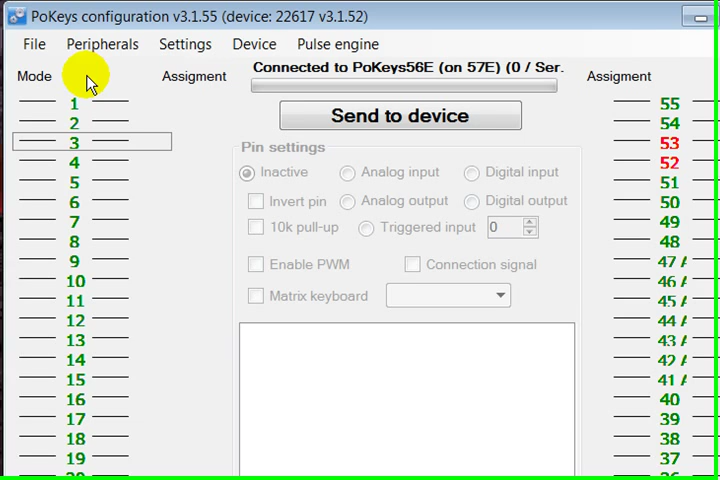 PoKeys configuration v3.1.55 (device: 22617 v3.1.52)
File Peripherals Settings Device Pulse engine
Mode Assigment Connected to PoKeys56E (on 57E) (0 / Ser. Assigment
Send to device
Pin settings
Inactive Analog input Digital input
Invert pin Analog output Digital output
10k pull-up Triggered input 0
Enable PWM Connection signal
Matrix keyboard
1
2
3
4
5
6
7
8
9
10
11
12
13
14
15
16
17
18
19
55
54
53
52
51
50
49
48
47 A
46 A
45 A
44 A
43 A
42 A
41 A
40
39
38
37